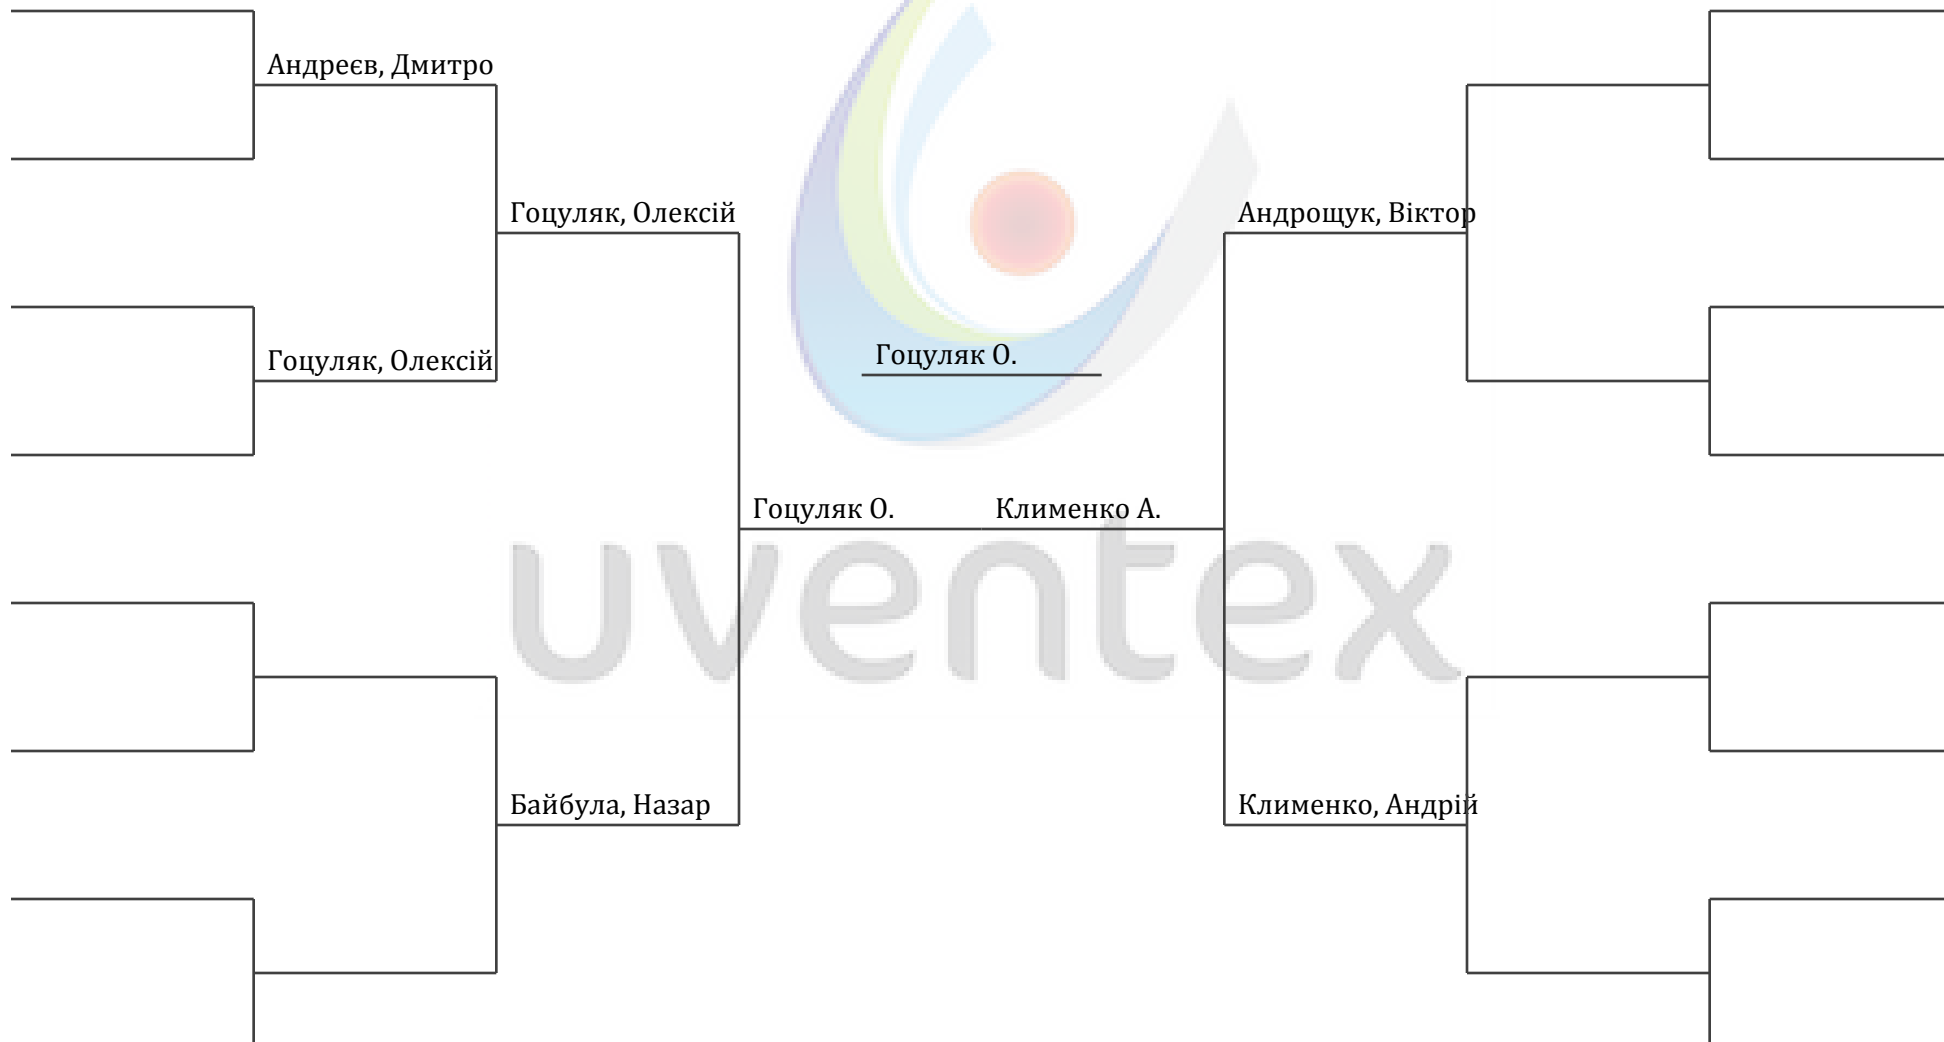 Андреєв, Дмитро
Гоцуляк, Олексій
Андрощук, Віктор
Гоцуляк, Олексій
Гоцуляк О.
Гоцуляк О.
Клименко А.
uventex
Байбула, Назар
Клименко, Андрій